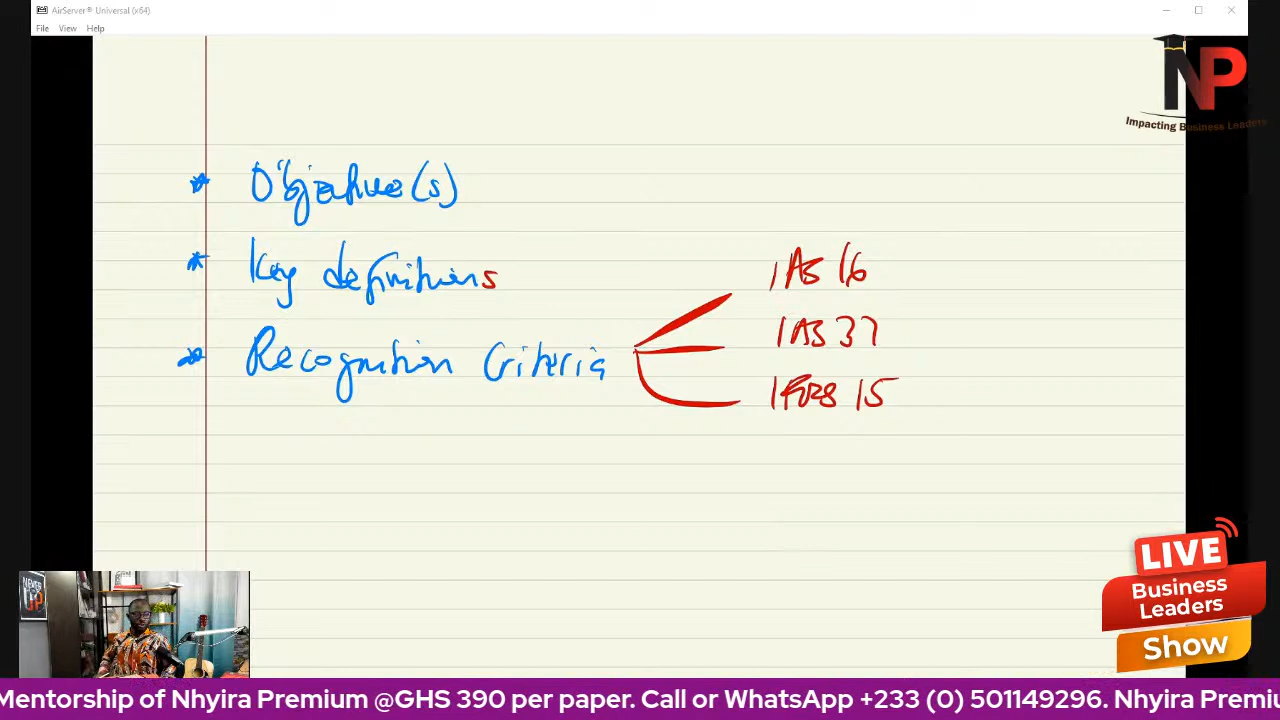 AirServer® Universal (x64)
File View Help
NP
Impacting Business Leaders
* Objective(s)
* Key definitions
* Recognition Criteria
IAS 16
IAS 37
IFRS 15
NEVER
UP
LIVE
Business
Leaders
Show
Mentorship of Nhyira Premium @GHS 390 per paper. Call or WhatsApp +233 (0) 501149296. Nhyira Premiu